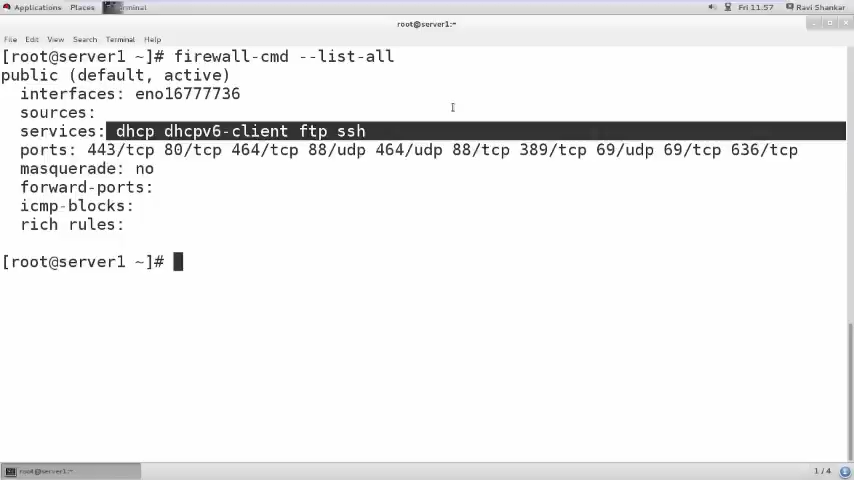 Applications Places Terminal Fri 11:57 Ravi Shankar
root@server1:~
File Edit View Search Terminal Help
[root@server1 ~]# firewall-cmd --list-all
public (default, active)
interfaces: eno16777736
sources:
services: dhcp dhcpv6-client ftp ssh
ports: 443/tcp 80/tcp 464/tcp 88/udp 464/udp 88/tcp 389/tcp 69/udp 69/tcp 636/tcp
masquerade: no
forward-ports:
icmp-blocks:
rich rules:
[root@server1 ~]#
root@server1:~ 1 / 4